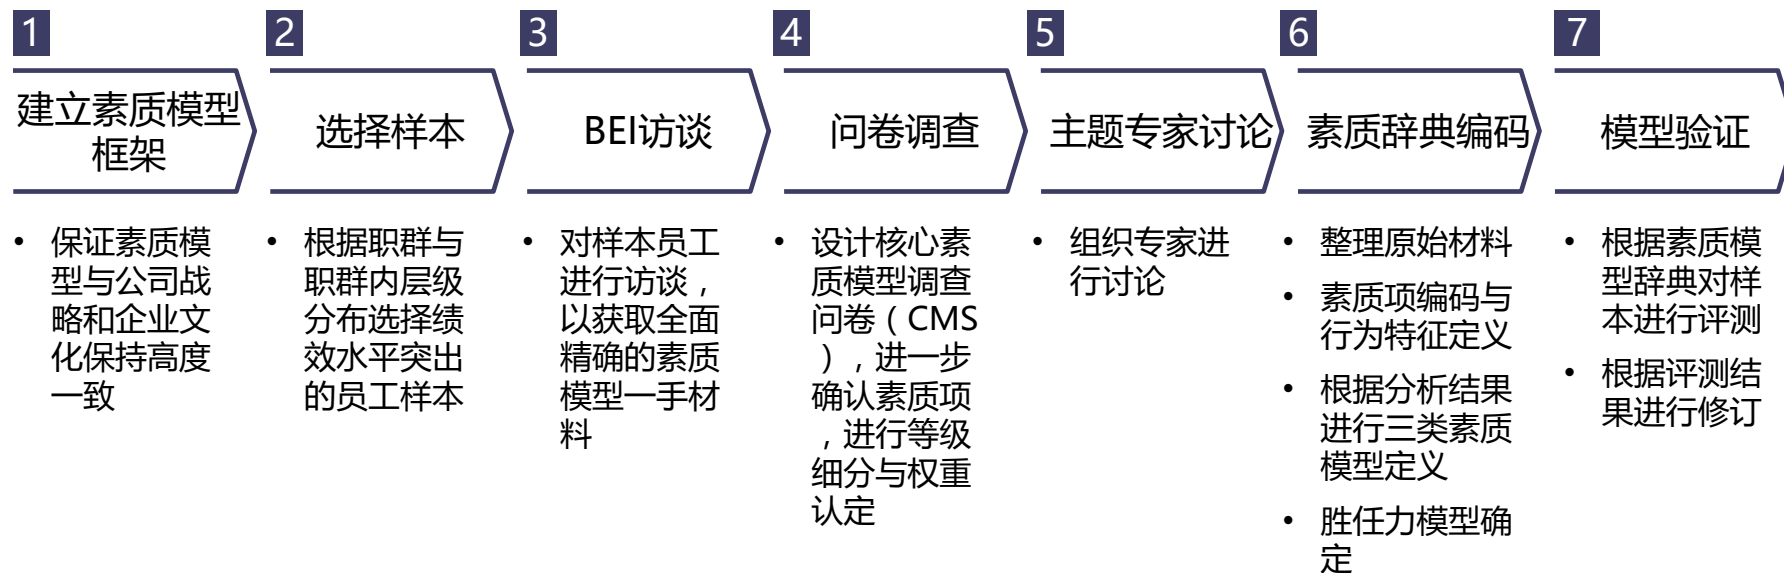 1
建立素质模型
框架
• 保证素质模
型与公司战
略和企业文
化保持高度
一致
2
选择样本
• 根据职群与
职群内层级
分布选择绩
效水平突出
的员工样本
3
BEI访谈
• 对样本员工
进行访谈，
以获取全面
精确的素质
模型一手材
料
4
问卷调查
• 设计核心素
质模型调查
问卷（CMS
），进一步
确认素质项
，进行等级
细分与权重
认定
5
主题专家讨论
• 组织专家进
行讨论
6
素质辞典编码
• 整理原始材料
• 素质项编码与
行为特征定义
• 根据分析结果
进行三类素质
模型定义
• 胜任力模型确
定
7
模型验证
• 根据素质模
型辞典对样
本进行评测
• 根据评测结
果进行修订